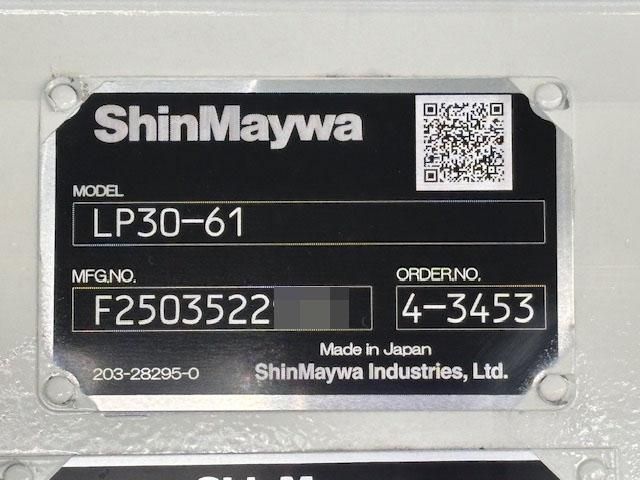 ShinMaywa
MODEL
LP30-61
MFG.NO.
F2503522
ORDER.NO.
4-3453
Made in Japan
203-28295-0
ShinMaywa Industries, Ltd.